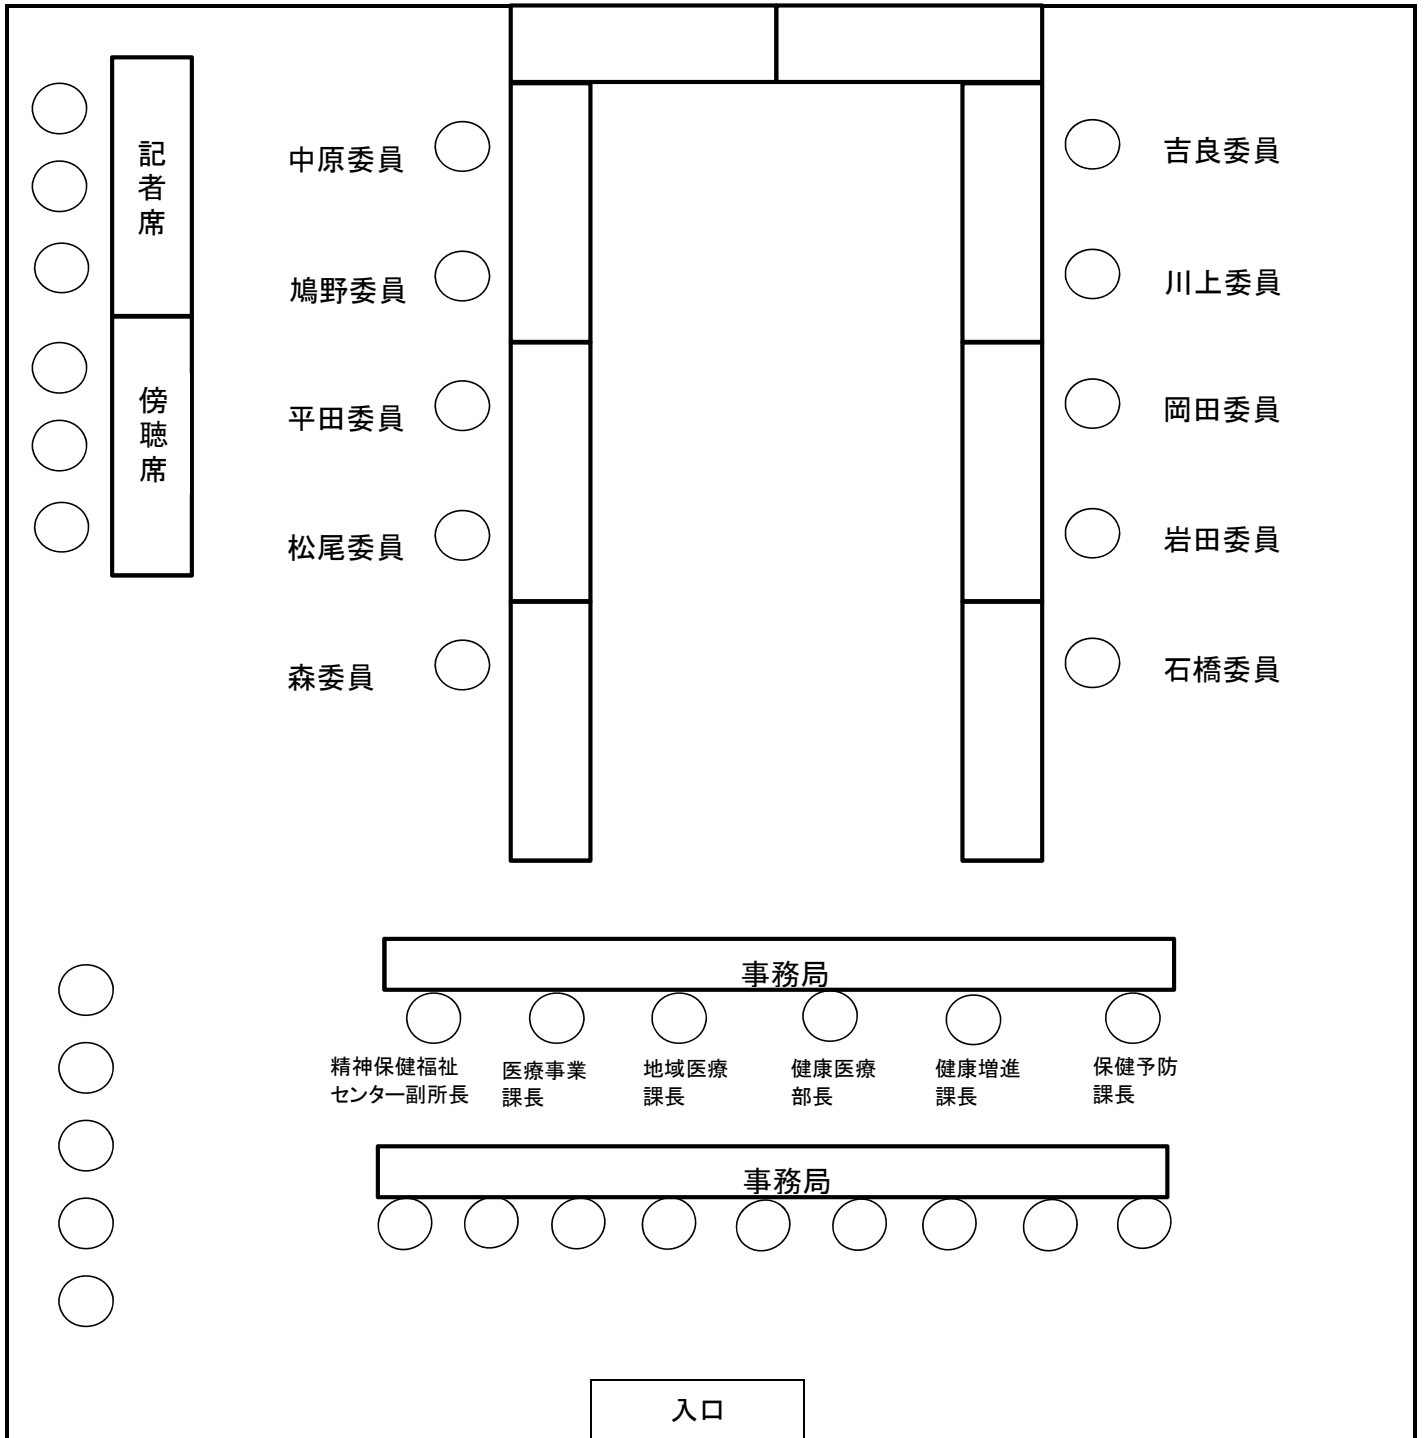 記者席
傍聴席
中原委員
鳩野委員
平田委員
松尾委員
森委員
吉良委員
川上委員
岡田委員
岩田委員
石橋委員
事務局
精神保健福祉
センター副所長
医療事業
課長
地域医療
課長
健康医療
部長
健康増進
課長
保健予防
課長
事務局
入口